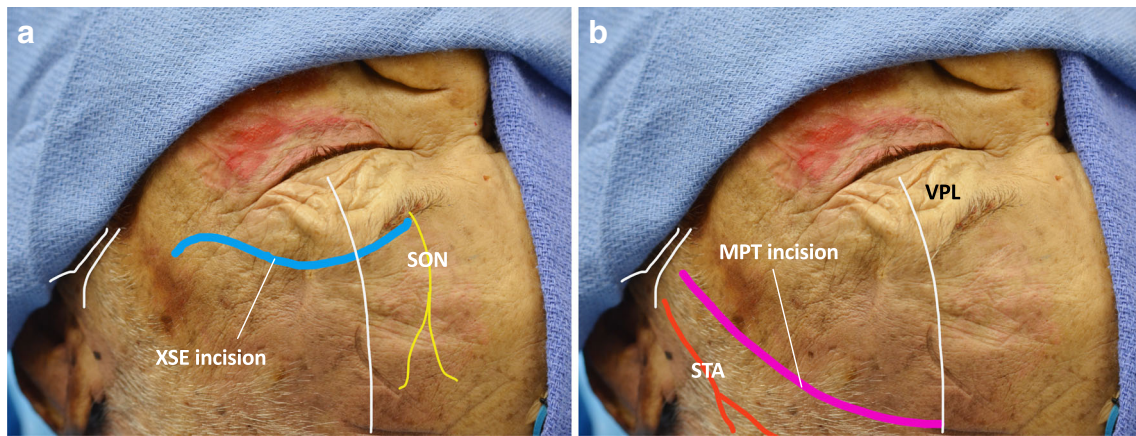 a
SON
XSE incision
b
VPL
MPT incision
STA